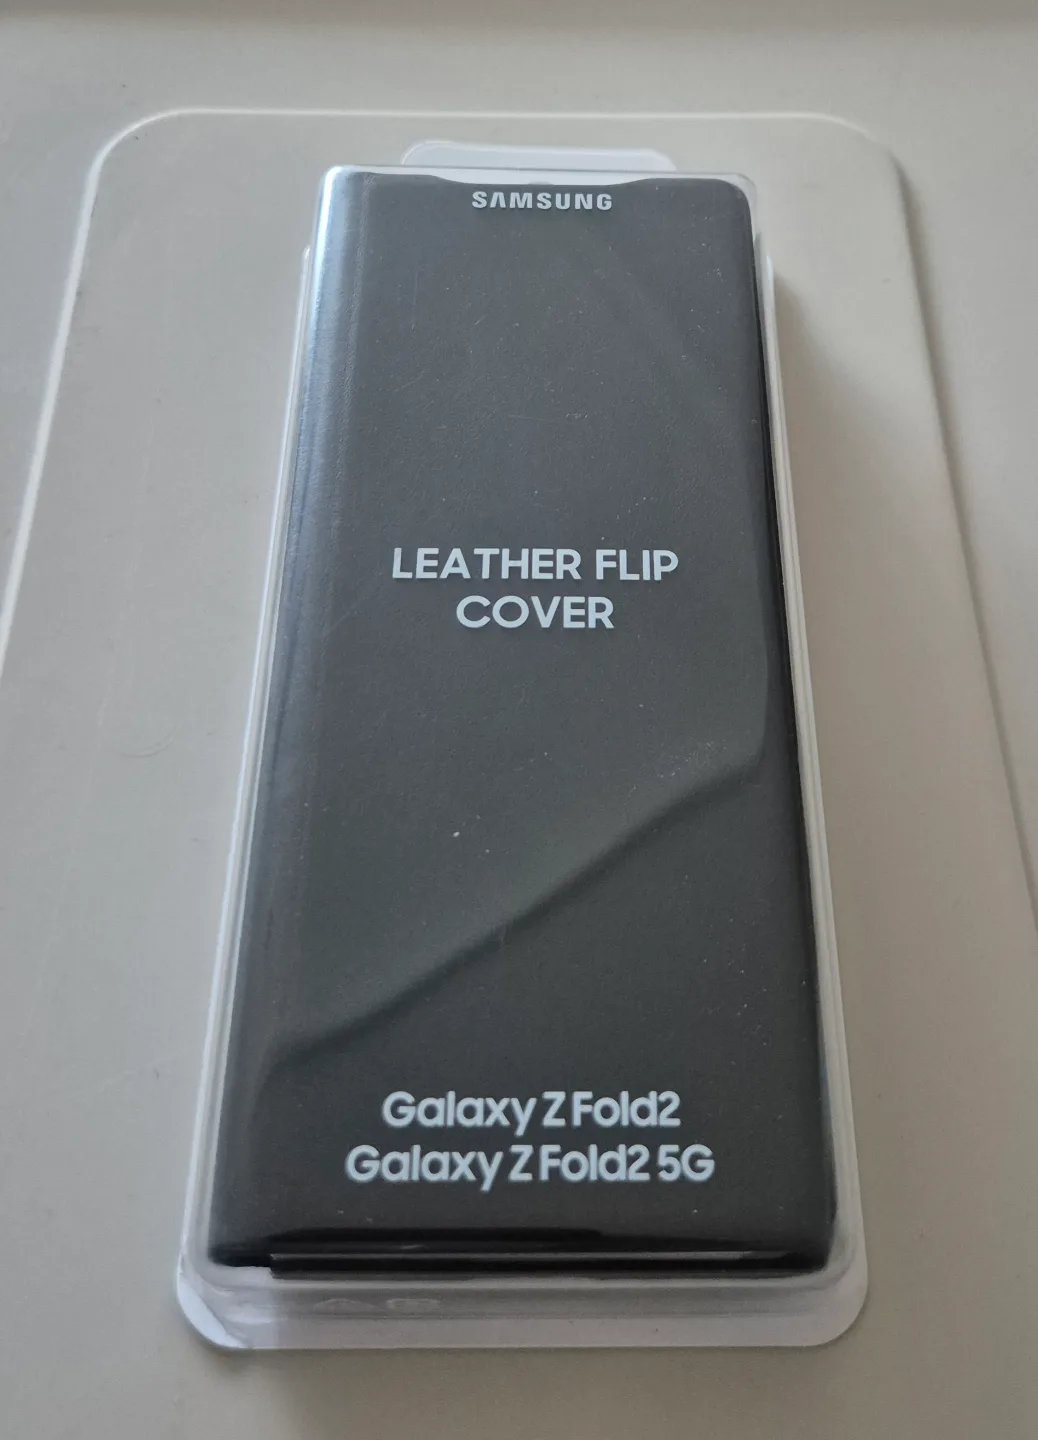 SAMSUNG
LEATHER FLIP
COVER
Galaxy Z Fold2
Galaxy Z Fold2 5G